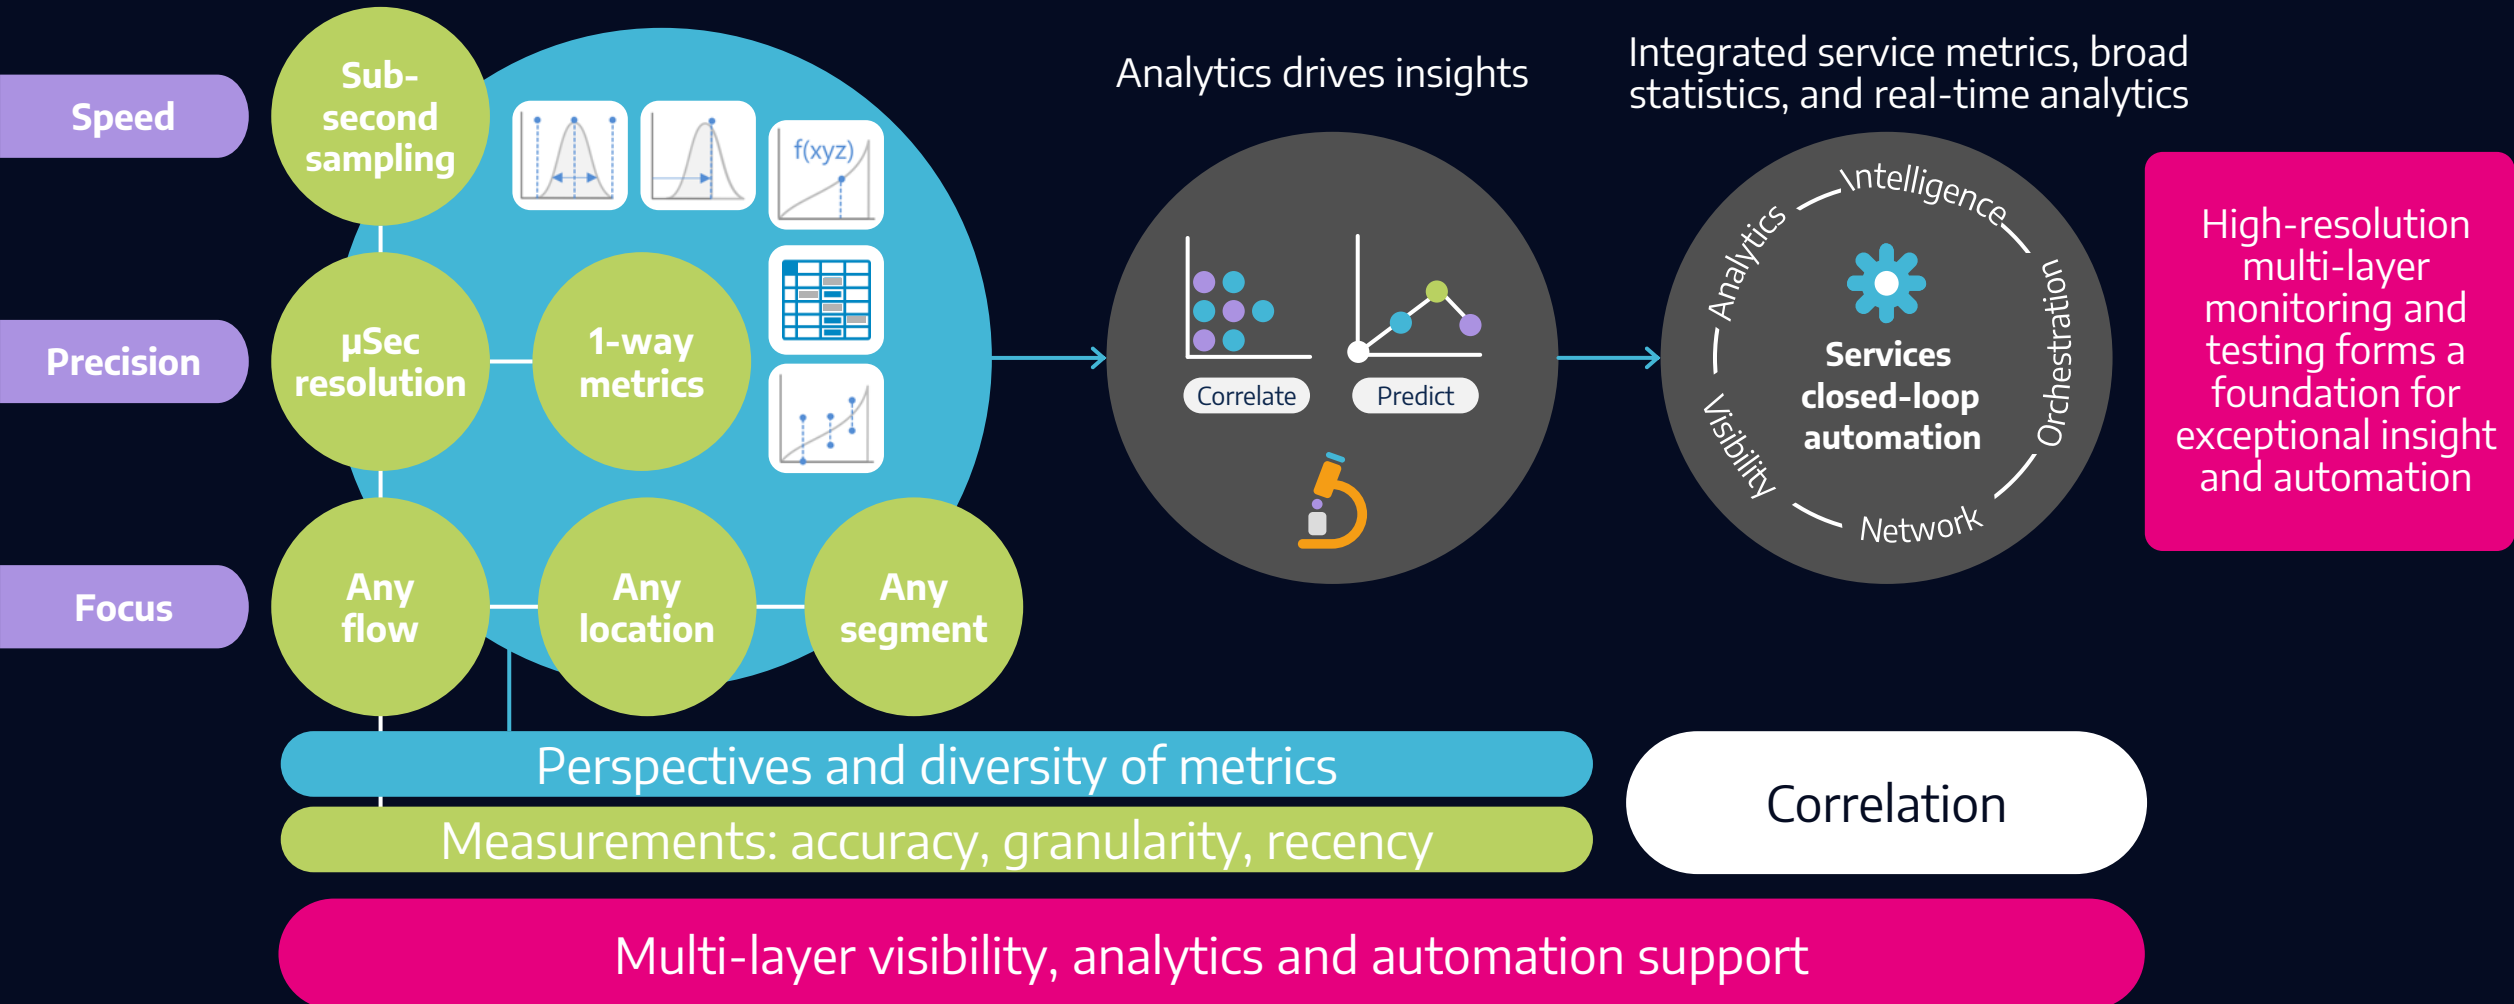 Speed
Sub-
second
sampling
f(xyz)
Precision
µSec
resolution
1-way
metrics
Focus
Any
flow
Any
location
Any
segment
Analytics drives insights
Correlate
Predict
Integrated service metrics, broad
statistics, and real-time analytics
Intelligence
Orchestration
Network
Visibility
Analytics
Services
closed-loop
automation
High-resolution
multi-layer
monitoring and
testing forms a
foundation for
exceptional insight
and automation
Perspectives and diversity of metrics
Measurements: accuracy, granularity, recency
Correlation
Multi-layer visibility, analytics and automation support